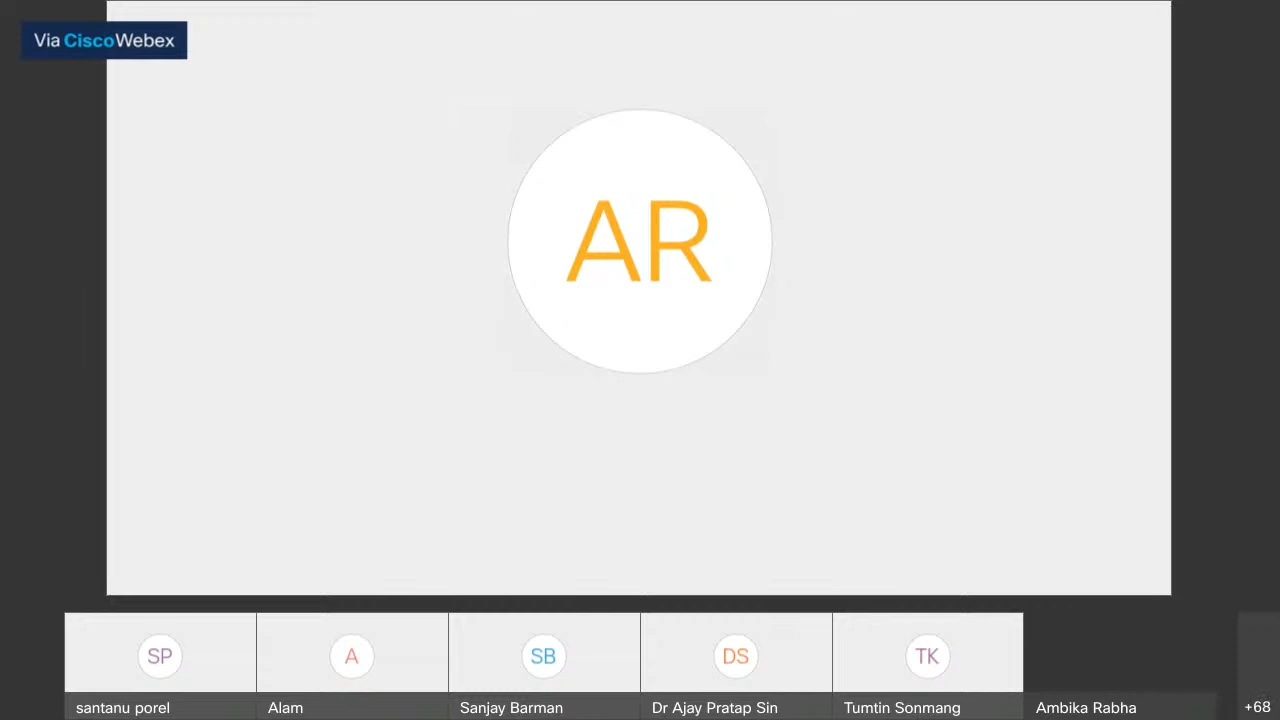 Via CiscoWebex
AR
SP
A
SB
DS
TK
santanu porel
Alam
Sanjay Barman
Dr Ajay Pratap Sin
Tumtin Sonmang
Ambika Rabha
+68